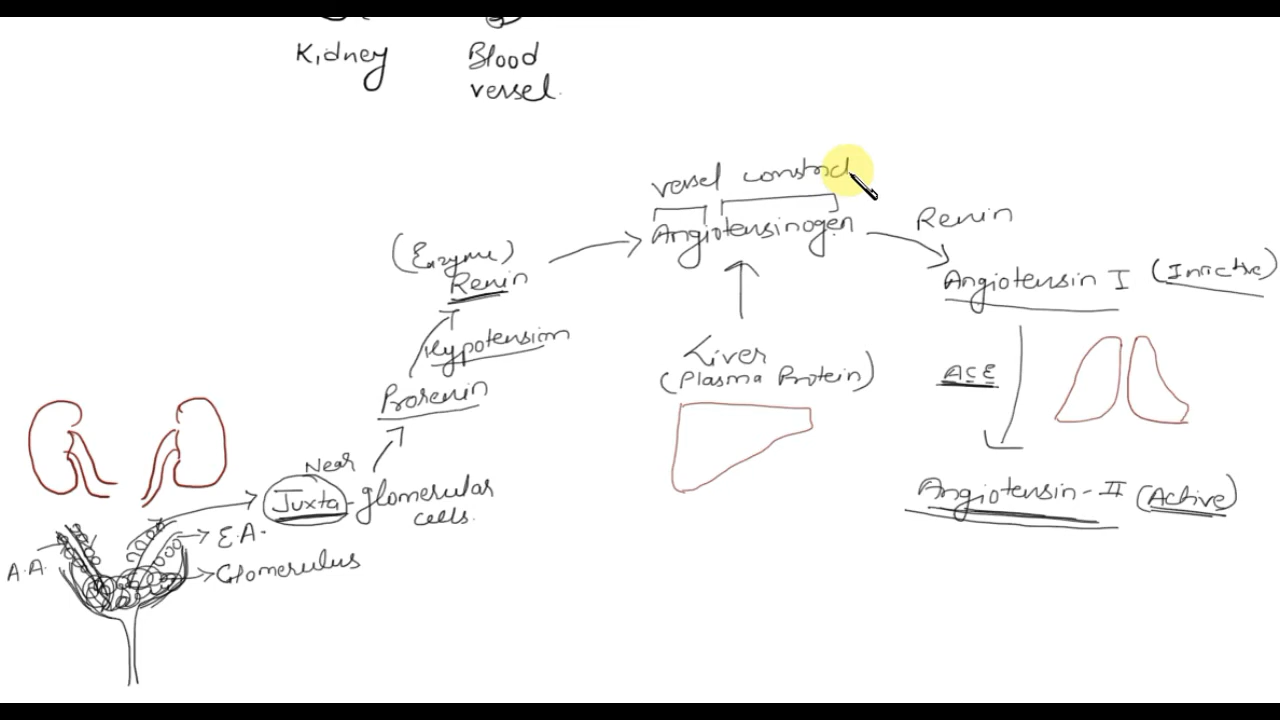 Kidney
Blood
vessel.
vessel constric
Angiotensinogen
Renin
(Enzyme)
Renin
Angiotensin I (Inactive)
Hypotension
Liver
(Plasma Protein)
ACE
Prorenin
Near
Juxta-glomerular
cells.
Angiotensin-II (Active)
E.A.
A.A.
Glomerulus